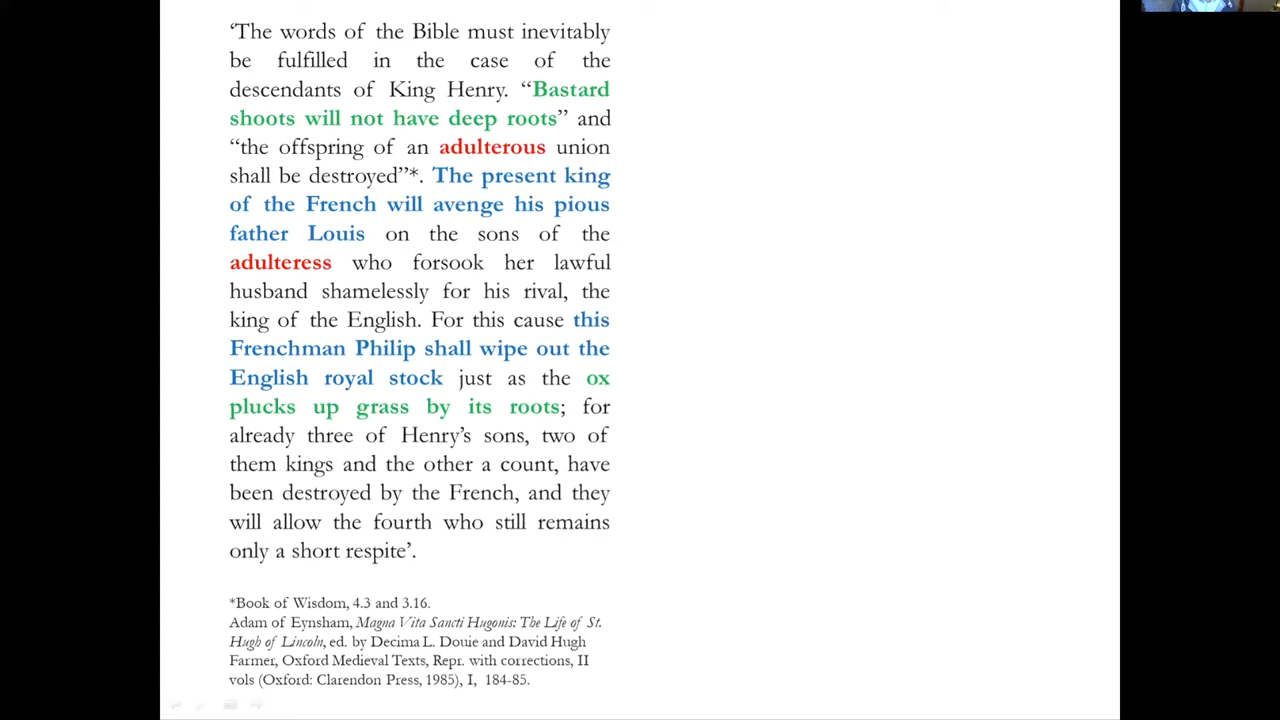 ‘The words of the Bible must inevitably
be fulfilled in the case of the
descendants of King Henry. “Bastard
shoots will not have deep roots” and
“the offspring of an adulterous union
shall be destroyed”*. The present king
of the French will avenge his pious
father Louis on the sons of the
adulteress who forsook her lawful
husband shamelessly for his rival, the
king of the English. For this cause this
Frenchman Philip shall wipe out the
English royal stock just as the ox
plucks up grass by its roots; for
already three of Henry’s sons, two of
them kings and the other a count, have
been destroyed by the French, and they
will allow the fourth who still remains
only a short respite’.
*Book of Wisdom, 4.3 and 3.16.
Adam of Eynsham, Magna Vita Sancti Hugonis: The Life of St.
Hugh of Lincoln, ed. by Decima L. Douie and David Hugh
Farmer, Oxford Medieval Texts, Repr. with corrections, II
vols (Oxford: Clarendon Press, 1985), I, 184-85.